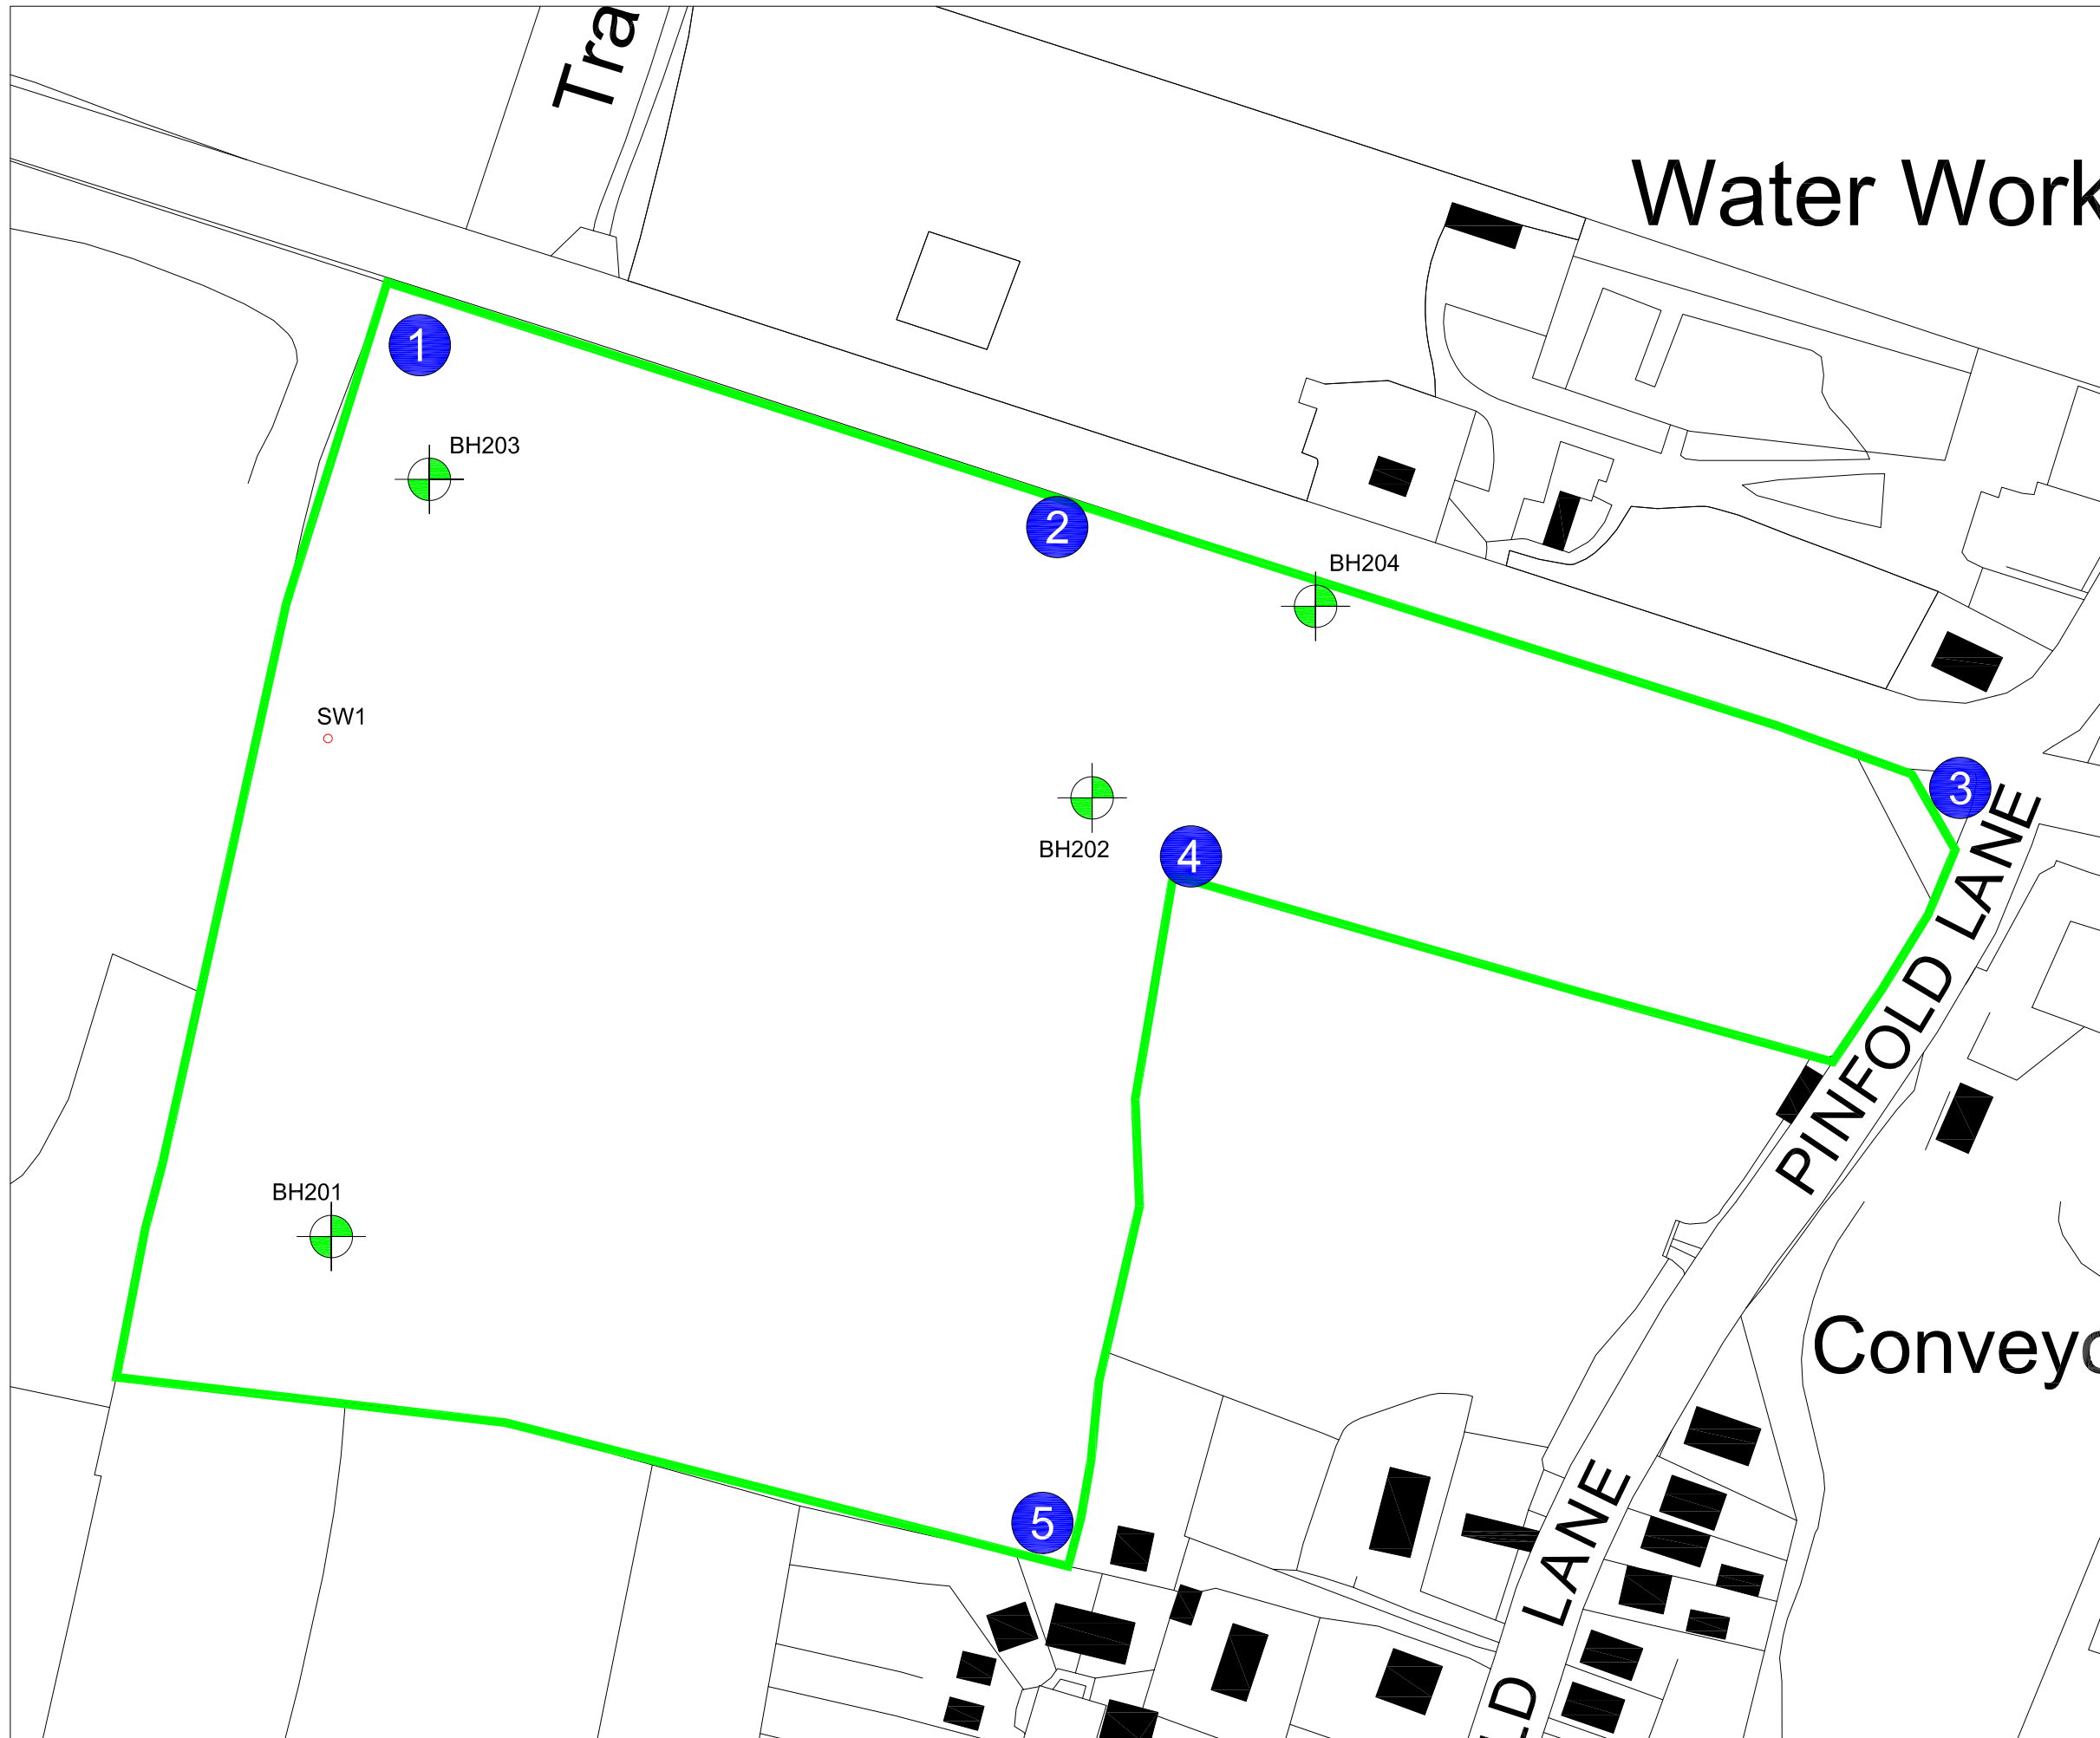 Tra
Water Work
1
BH203
2
BH204
SW1
3
PINFOLD LANE
BH202
4
BH201
Conveyo
5
LANE
LD